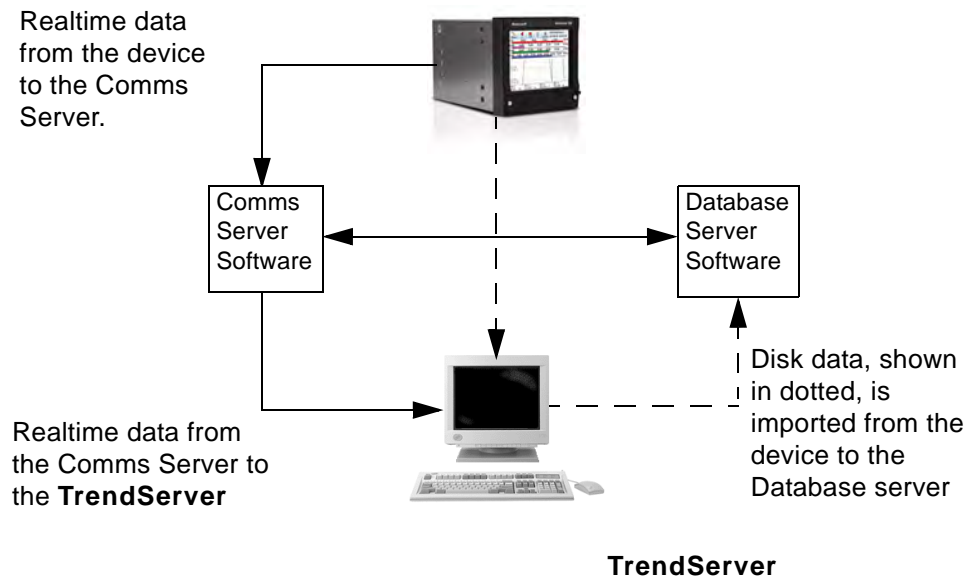 Realtime data
from the device
to the Comms
Server.
Comms
Server
Software
Database
Server
Software
Disk data, shown
in dotted, is
imported from the
device to the
Database server
Realtime data from
the Comms Server to
the TrendServer
TrendServer